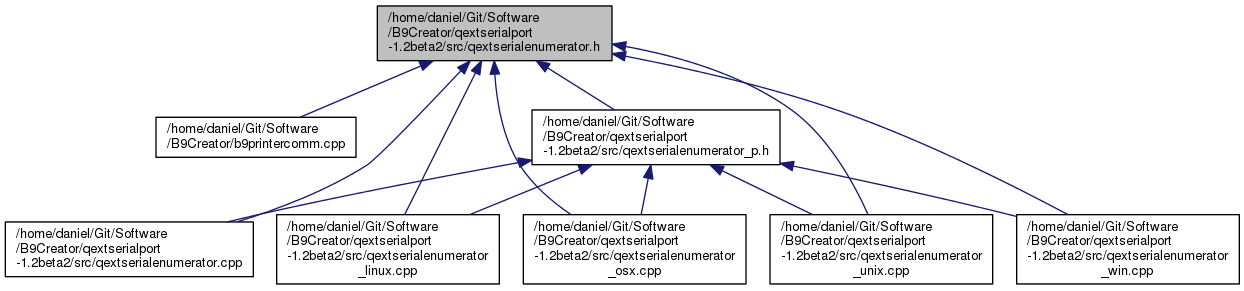 /home/daniel/Git/Software
/B9Creator/qextserialport
-1.2beta2/src/qextserialenumerator.h
/home/daniel/Git/Software
/B9Creator/b9printercomm.cpp
/home/daniel/Git/Software
/B9Creator/qextserialport
-1.2beta2/src/qextserialenumerator_p.h
/home/daniel/Git/Software
/B9Creator/qextserialport
-1.2beta2/src/qextserialenumerator.cpp
/home/daniel/Git/Software
/B9Creator/qextserialport
-1.2beta2/src/qextserialenumerator
_linux.cpp
/home/daniel/Git/Software
/B9Creator/qextserialport
-1.2beta2/src/qextserialenumerator
_osx.cpp
/home/daniel/Git/Software
/B9Creator/qextserialport
-1.2beta2/src/qextserialenumerator
_unix.cpp
/home/daniel/Git/Software
/B9Creator/qextserialport
-1.2beta2/src/qextserialenumerator
_win.cpp